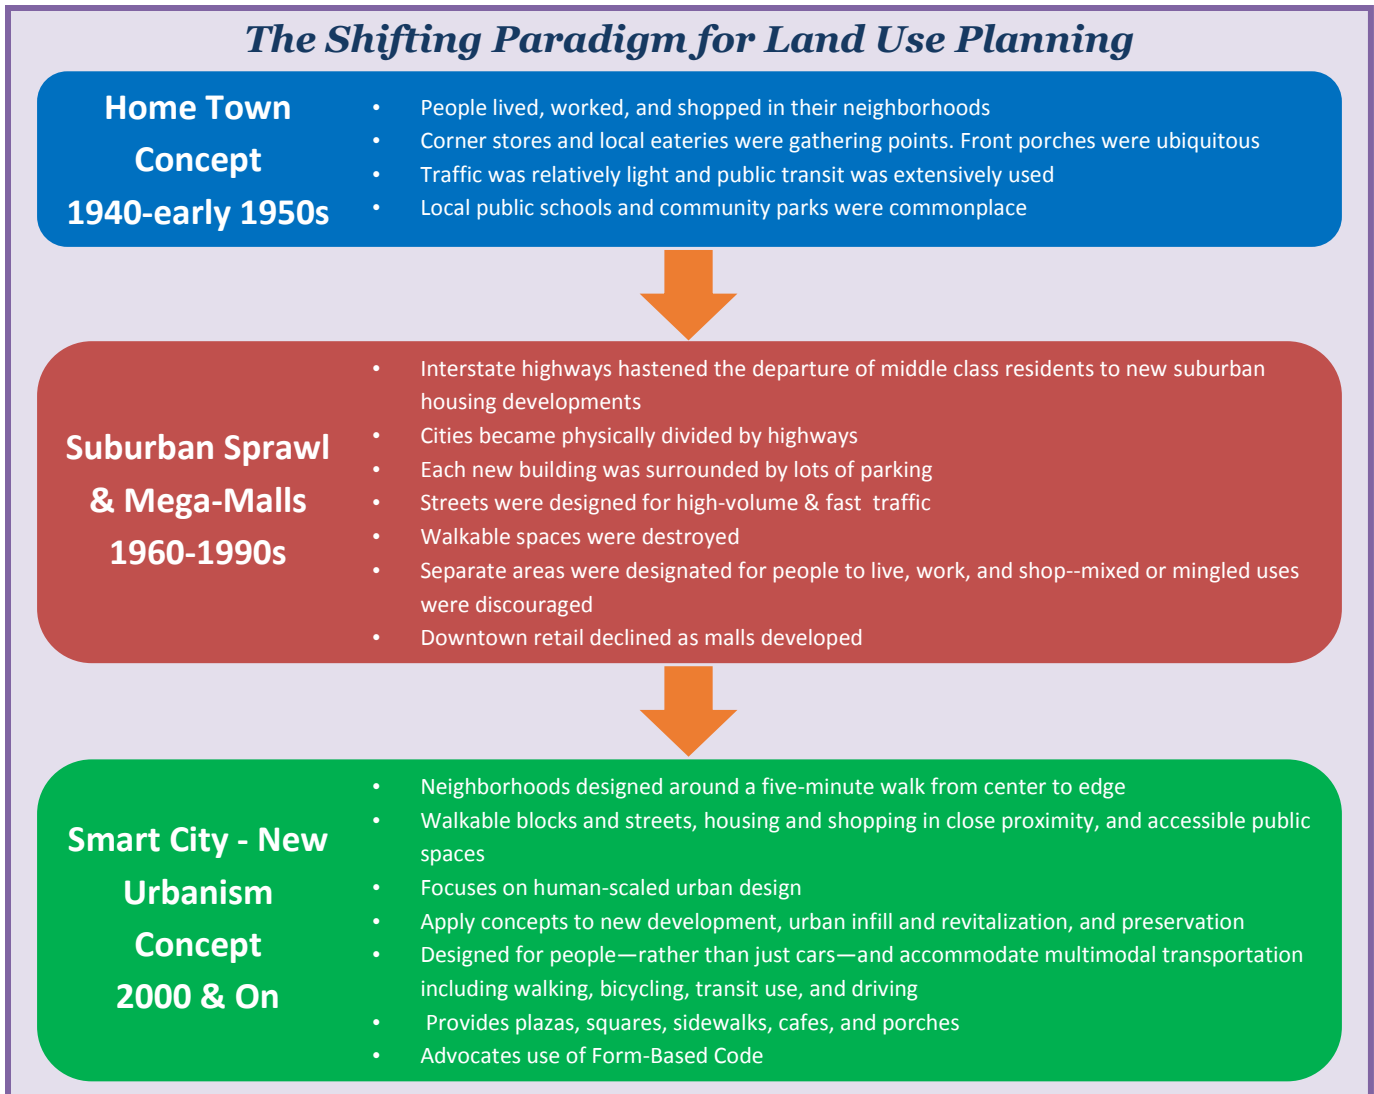 The Shifting Paradigm for Land Use Planning
Home Town
Concept
1940-early 1950s
• People lived, worked, and shopped in their neighborhoods
• Corner stores and local eateries were gathering points. Front porches were ubiquitous
• Traffic was relatively light and public transit was extensively used
• Local public schools and community parks were commonplace
Suburban Sprawl
& Mega-Malls
1960-1990s
• Interstate highways hastened the departure of middle class residents to new suburban
housing developments
• Cities became physically divided by highways
• Each new building was surrounded by lots of parking
• Streets were designed for high-volume & fast  traffic
• Walkable spaces were destroyed
• Separate areas were designated for people to live, work, and shop--mixed or mingled uses
were discouraged
• Downtown retail declined as malls developed
Smart City - New
Urbanism
Concept
2000 & On
• Neighborhoods designed around a five-minute walk from center to edge
• Walkable blocks and streets, housing and shopping in close proximity, and accessible public
spaces
• Focuses on human-scaled urban design
• Apply concepts to new development, urban infill and revitalization, and preservation
• Designed for people—rather than just cars—and accommodate multimodal transportation
including walking, bicycling, transit use, and driving
• Provides plazas, squares, sidewalks, cafes, and porches
• Advocates use of Form-Based Code